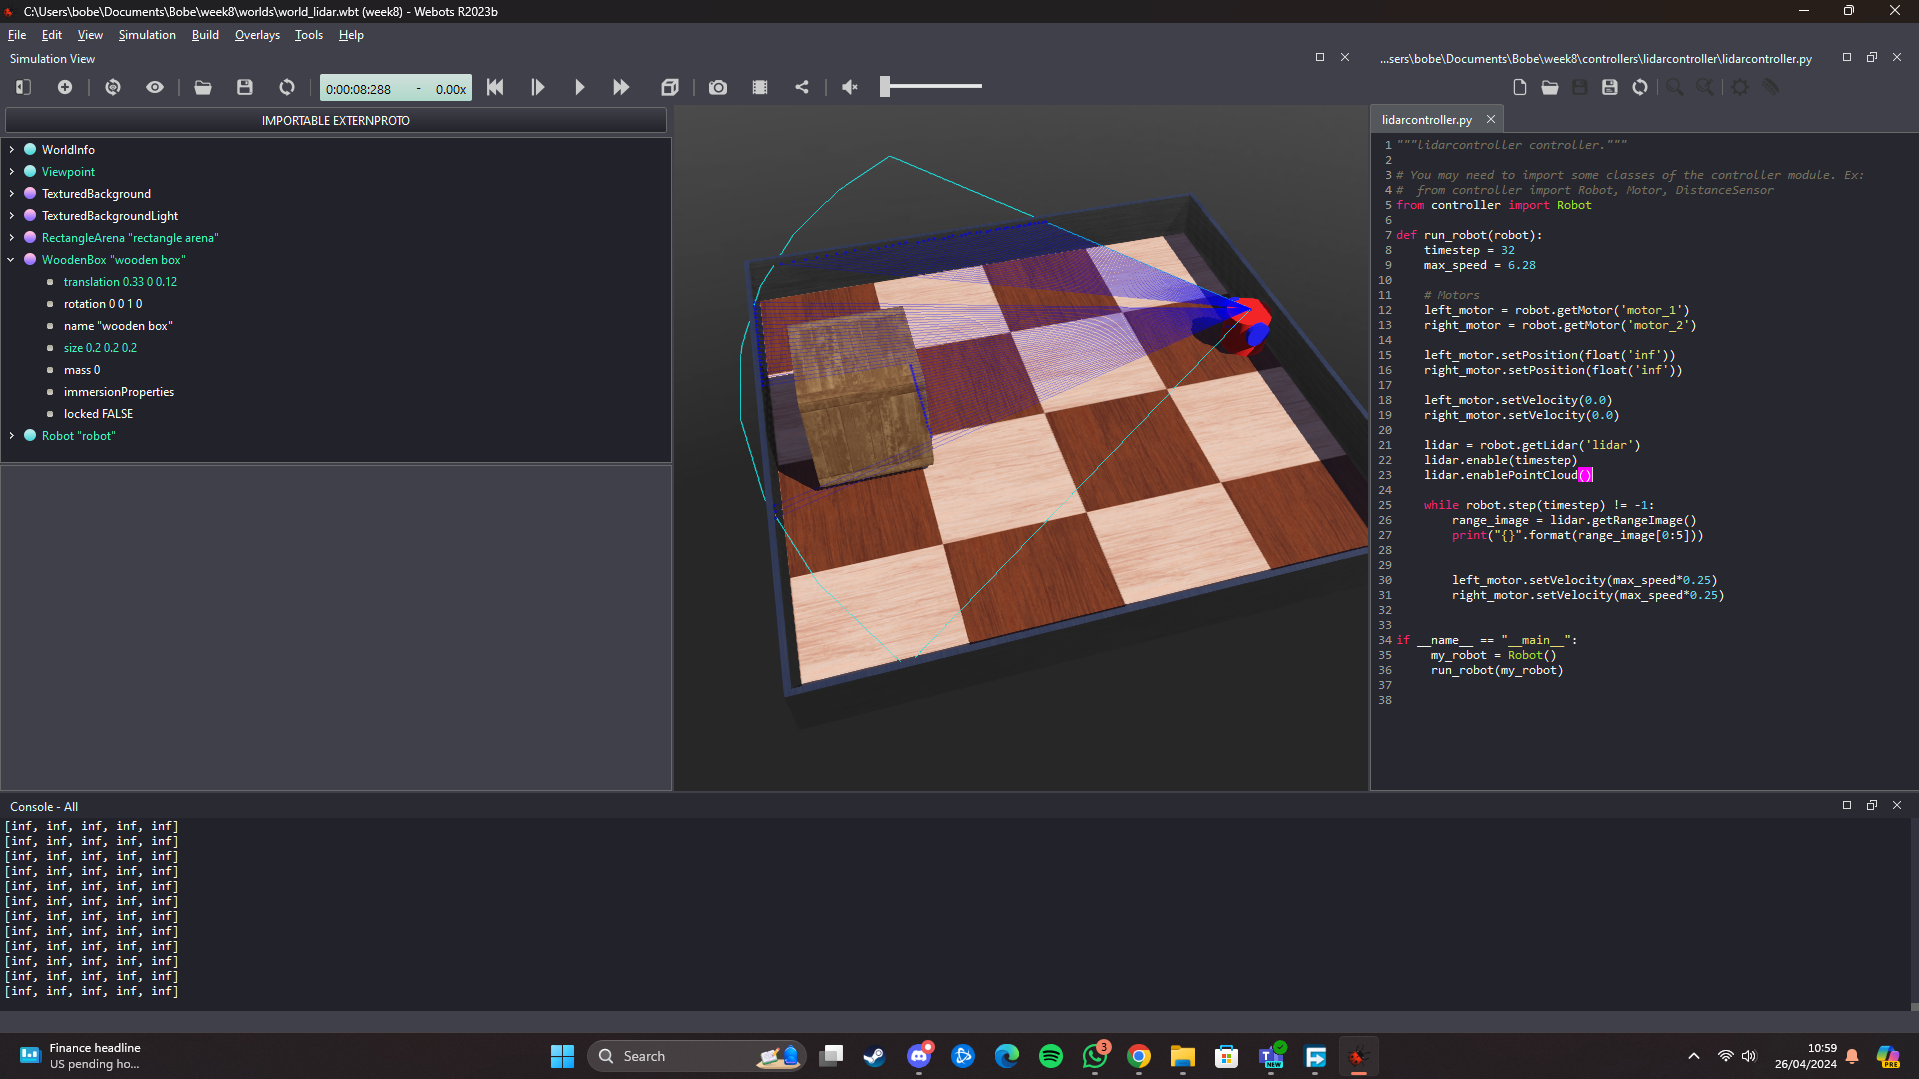 C:\Users\bobe\Documents\Bobe\week8\worlds\world_lidar.wbt (week8) - Webots R2023b
File Edit View Simulation Build Overlays Tools Help
Simulation View
0:00:08:288 - 0.00x
IMPORTABLE EXTERNPROTO
WorldInfo
Viewpoint
TexturedBackground
TexturedBackgroundLight
RectangleArena "rectangle arena"
WoodenBox "wooden box"
translation 0.33 0 0.12
rotation 0 0 1 0
name "wooden box"
size 0.2 0.2 0.2
mass 0
immersionProperties
locked FALSE
Robot "robot"
...sers\bobe\Documents\Bobe\week8\controllers\lidarcontroller\lidarcontroller.py
lidarcontroller.py
1 """lidarcontroller controller."""
2
3 # You may need to import some classes of the controller module. Ex:
4 #  from controller import Robot, Motor, DistanceSensor
5 from controller import Robot
6
7 def run_robot(robot):
8     timestep = 32
9     max_speed = 6.28
10
11     # Motors
12     left_motor = robot.getMotor('motor_1')
13     right_motor = robot.getMotor('motor_2')
14
15     left_motor.setPosition(float('inf'))
16     right_motor.setPosition(float('inf'))
17
18     left_motor.setVelocity(0.0)
19     right_motor.setVelocity(0.0)
20
21     lidar = robot.getLidar('lidar')
22     lidar.enable(timestep)
23     lidar.enablePointCloud()
24
25     while robot.step(timestep) != -1:
26         range_image = lidar.getRangeImage()
27         print("{}".format(range_image[0:5]))
28
29
30         left_motor.setVelocity(max_speed*0.25)
31         right_motor.setVelocity(max_speed*0.25)
32
33
34 if __name__ == "__main__":
35      my_robot = Robot()
36      run_robot(my_robot)
37
38
Console - All
[inf, inf, inf, inf, inf]
[inf, inf, inf, inf, inf]
[inf, inf, inf, inf, inf]
[inf, inf, inf, inf, inf]
[inf, inf, inf, inf, inf]
[inf, inf, inf, inf, inf]
[inf, inf, inf, inf, inf]
[inf, inf, inf, inf, inf]
[inf, inf, inf, inf, inf]
[inf, inf, inf, inf, inf]
[inf, inf, inf, inf, inf]
[inf, inf, inf, inf, inf]
Finance headline
US pending ho...
Search
3
NEW
10:59
26/04/2024
PRE